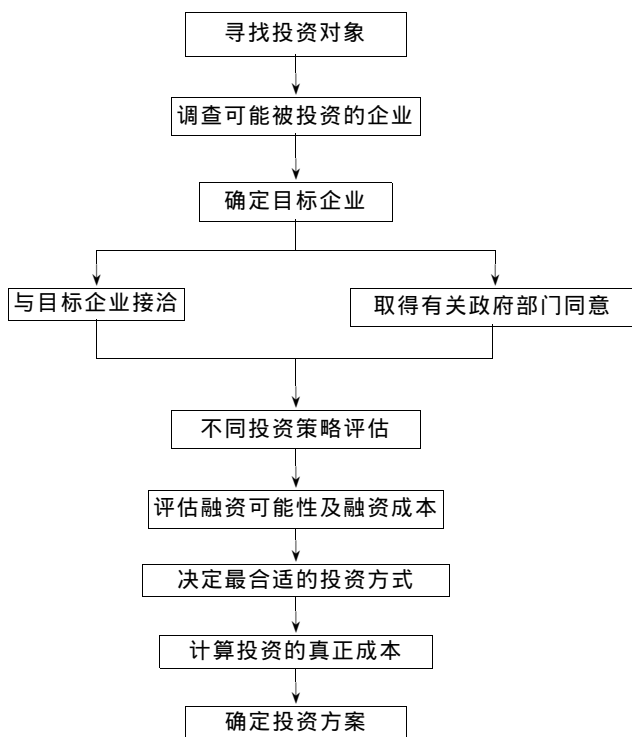 寻找投资对象
调查可能被投资的企业
确定目标企业
与目标企业接洽
取得有关政府部门同意
不同投资策略评估
评估融资可能性及融资成本
决定最合适的投资方式
计算投资的真正成本
确定投资方案